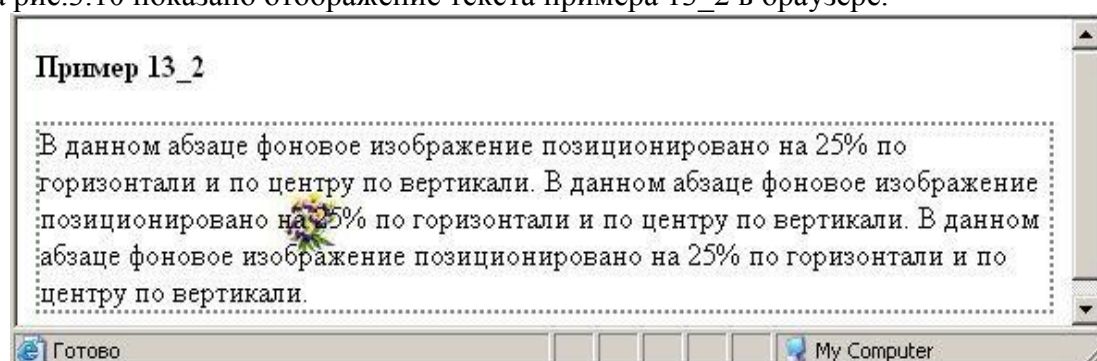 рис.5.10 показано отображение текста примера 13_2 в браузере.
Пример 13_2
В данном абзаце фоновое изображение позиционировано на 25% по
горизонтали и по центру по вертикали. В данном абзаце фоновое изображение
позиционировано на 25% по горизонтали и по центру по вертикали. В данном
абзаце фоновое изображение позиционировано на 25% по горизонтали и по
центру по вертикали.
Готово
My Computer